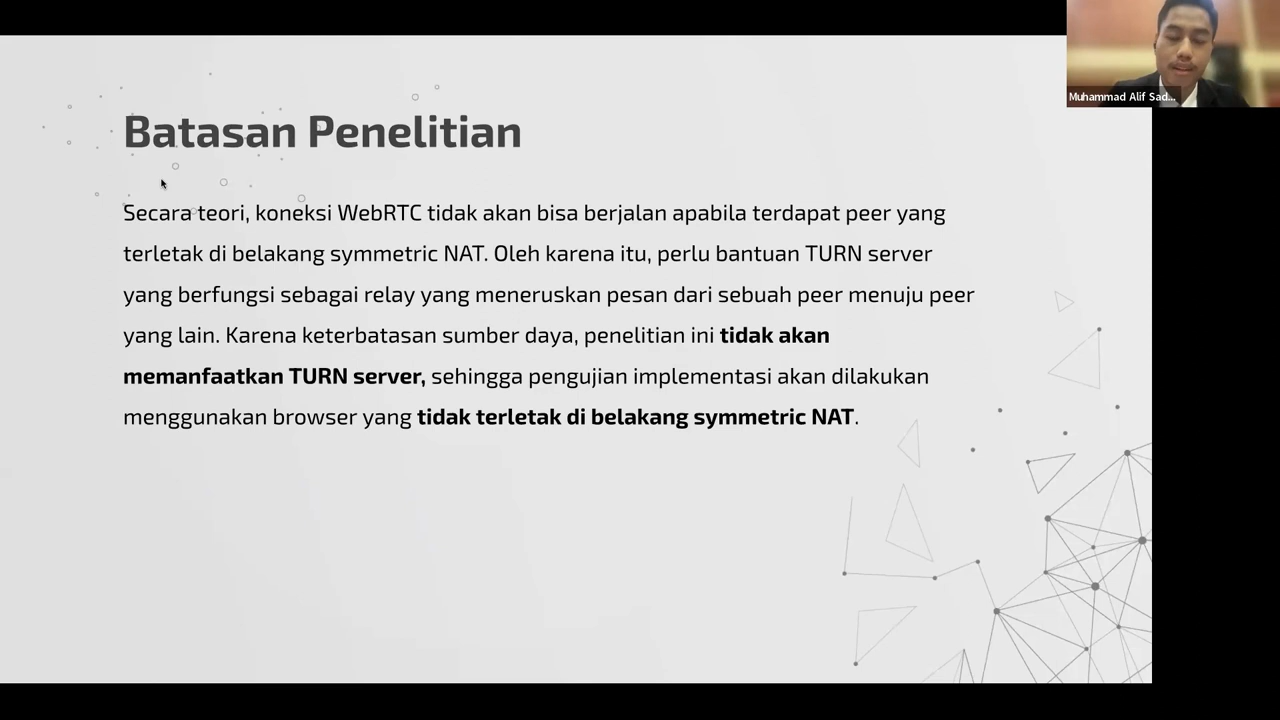 Muhammad Alif Sad...
Batasan Penelitian
Secara teori, koneksi WebRTC tidak akan bisa berjalan apabila terdapat peer yang
terletak di belakang symmetric NAT. Oleh karena itu, perlu bantuan TURN server
yang berfungsi sebagai relay yang meneruskan pesan dari sebuah peer menuju peer
yang lain. Karena keterbatasan sumber daya, penelitian ini tidak akan
memanfaatkan TURN server, sehingga pengujian implementasi akan dilakukan
menggunakan browser yang tidak terletak di belakang symmetric NAT.